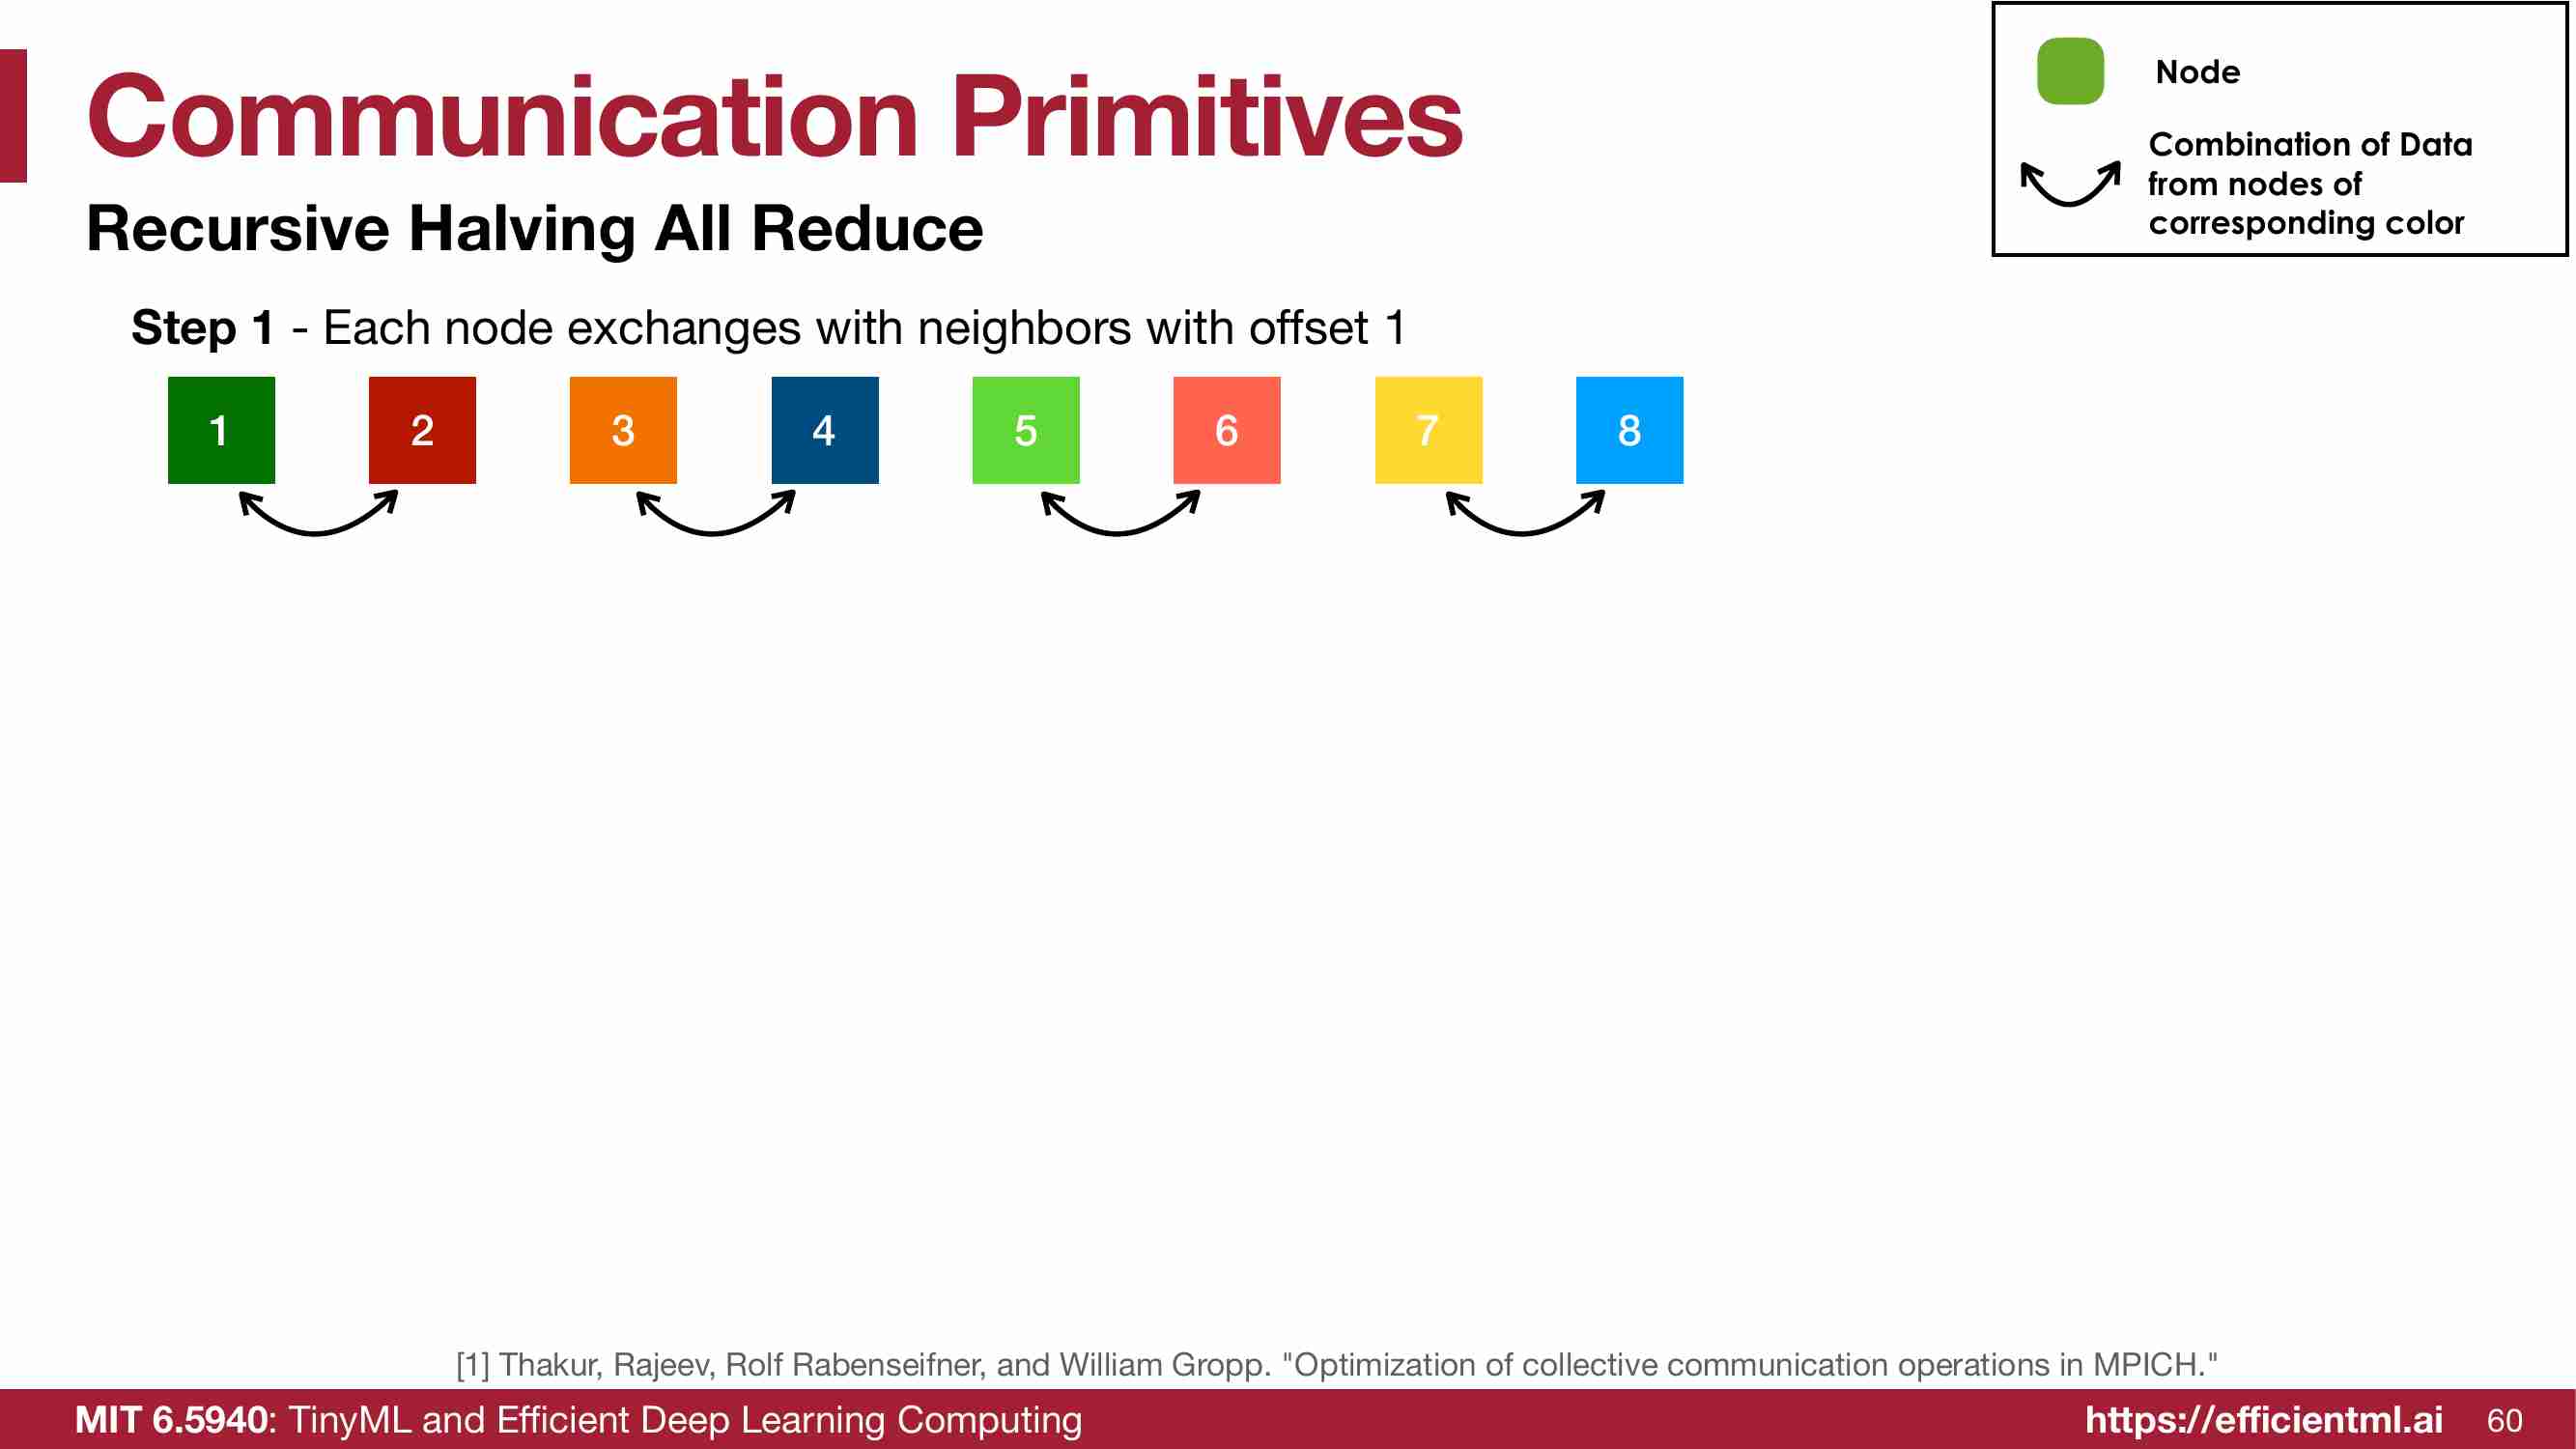 Communication Primitives
Recursive Halving All Reduce
Node
Combination of Data
from nodes of
corresponding color
Step 1 - Each node exchanges with neighbors with offset 1
1 2 3 4 5 6 7 8
[1] Thakur, Rajeev, Rolf Rabenseifner, and William Gropp. "Optimization of collective communication operations in MPICH."
MIT 6.5940: TinyML and Efficient Deep Learning Computing
https://efficientml.ai 60